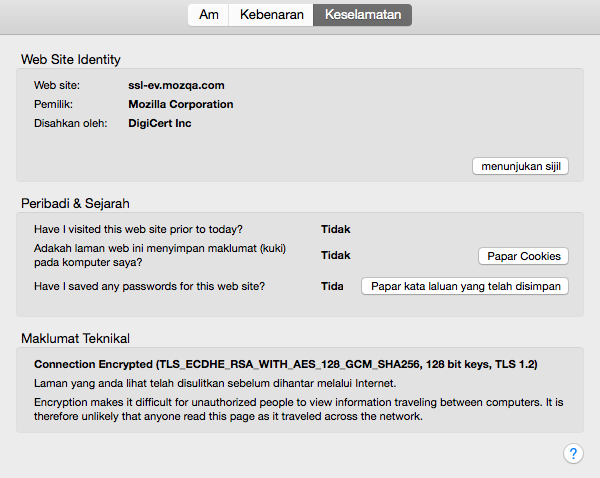 Am Kebenaran Keselamatan
Web Site Identity
Web site: ssl-ev.mozqa.com
Pemilik: Mozilla Corporation
Disahkan oleh: DigiCert Inc
menunjukan sijil
Peribadi & Sejarah
Have I visited this web site prior to today? Tidak
Adakah laman web ini menyimpan maklumat (kuki)
pada komputer saya? Tidak Papar Cookies
Have I saved any passwords for this web site? Tida Papar kata laluan yang telah disimpan
Maklumat Teknikal
Connection Encrypted (TLS_ECDHE_RSA_WITH_AES_128_GCM_SHA256, 128 bit keys, TLS 1.2)
Laman yang anda lihat telah disulitkan sebelum dihantar melalui Internet.
Encryption makes it difficult for unauthorized people to view information traveling between computers. It is
therefore unlikely that anyone read this page as it traveled across the network.
?